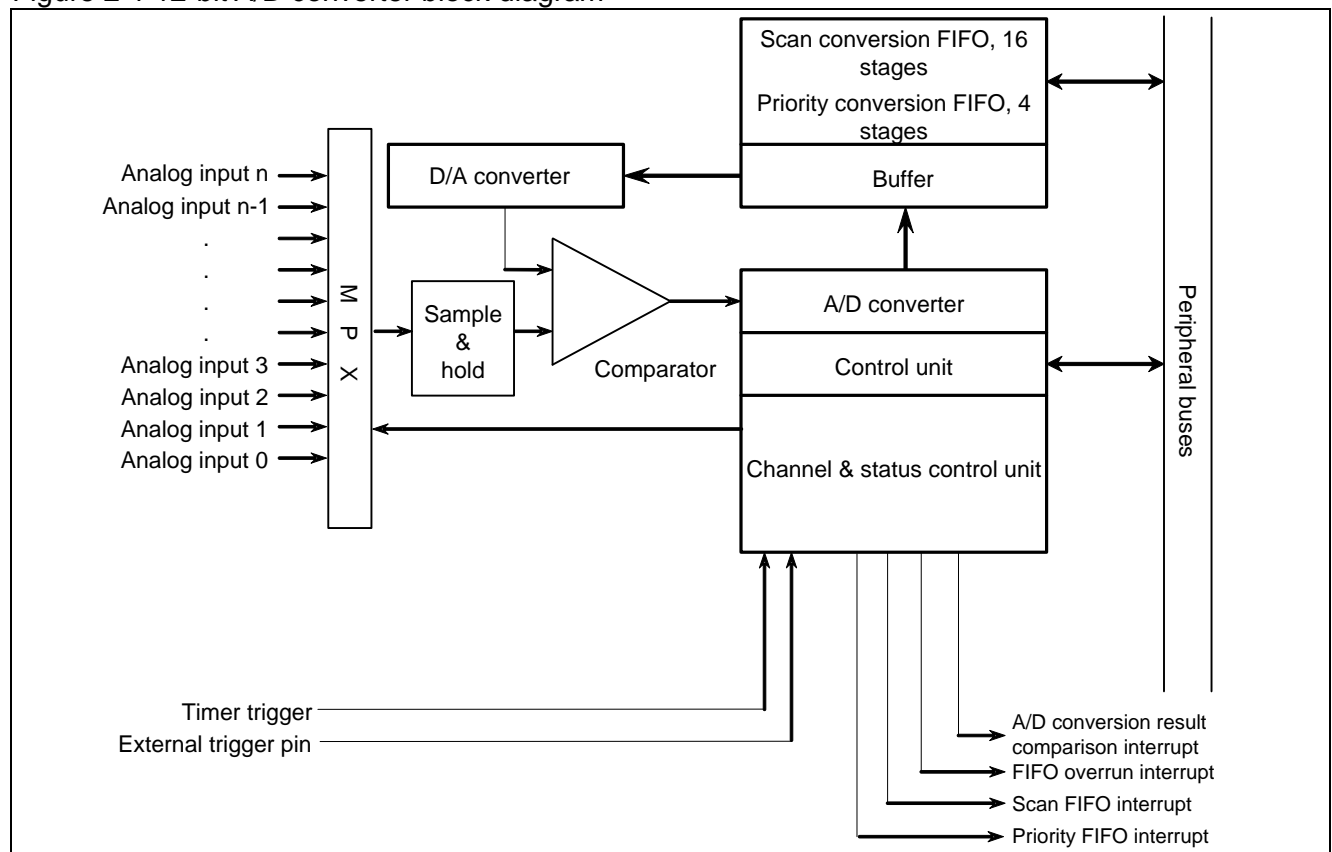 Scan conversion FIFO, 16
stages
Priority conversion FIFO, 4
stages
Buffer
D/A converter
Analog input n
Analog input n-1
.
.
.
.
Analog input 3
Analog input 2
Analog input 1
Analog input 0
M P X
Sample
&
hold
Comparator
A/D converter
Control unit
Channel & status control unit
Peripheral buses
Timer trigger
External trigger pin
A/D conversion result
comparison interrupt
FIFO overrun interrupt
Scan FIFO interrupt
Priority FIFO interrupt